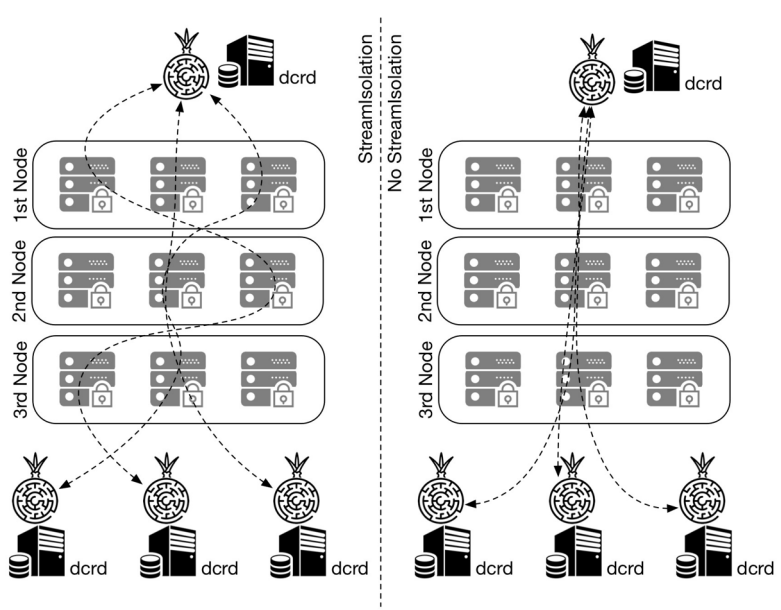 dcrd
StreamIsolation
No StreamIsolation
dcrd
1st Node
1st Node
2nd Node
2nd Node
3rd Node
3rd Node
dcrd
dcrd
dcrd
dcrd
dcrd
dcrd